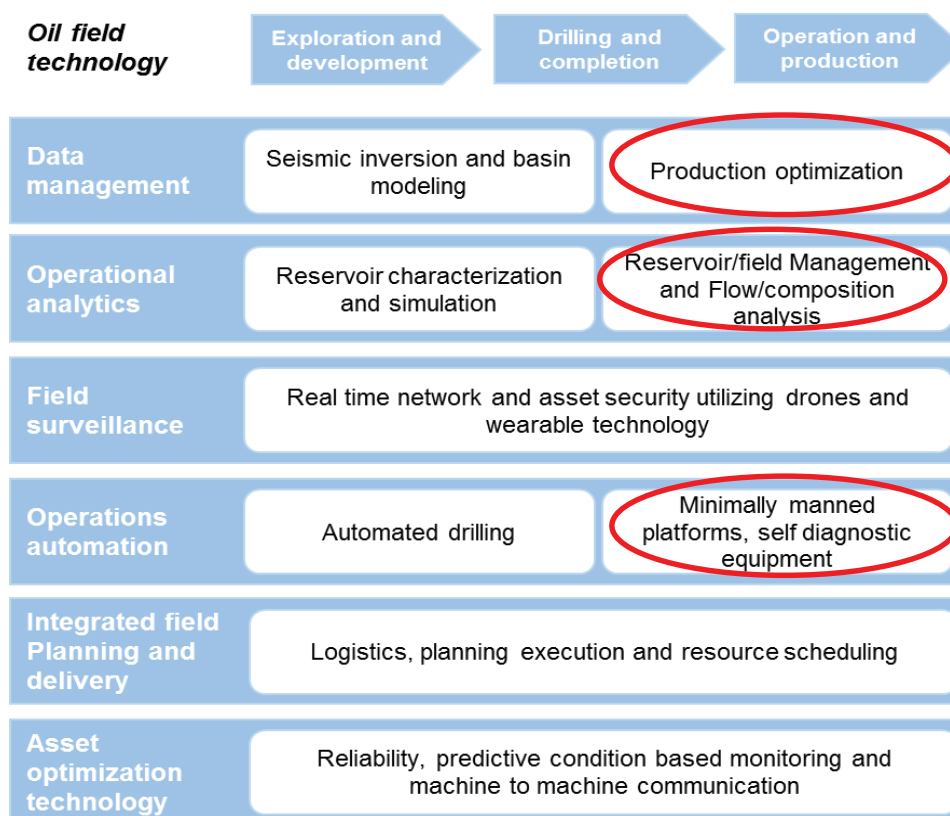 Oil field
technology
Exploration and
development
Drilling and
completion
Operation and
production
Data
management
Seismic inversion and basin
modeling
Production optimization
Operational
analytics
Reservoir characterization
and simulation
Reservoir/field Management
and Flow/composition
analysis
Field
surveillance
Real time network and asset security utilizing drones and
wearable technology
Operations
automation
Automated drilling
Minimally manned
platforms, self diagnostic
equipment
Integrated field
Planning and
delivery
Logistics, planning execution and resource scheduling
Asset
optimization
technology
Reliability, predictive condition based monitoring and
machine to machine communication